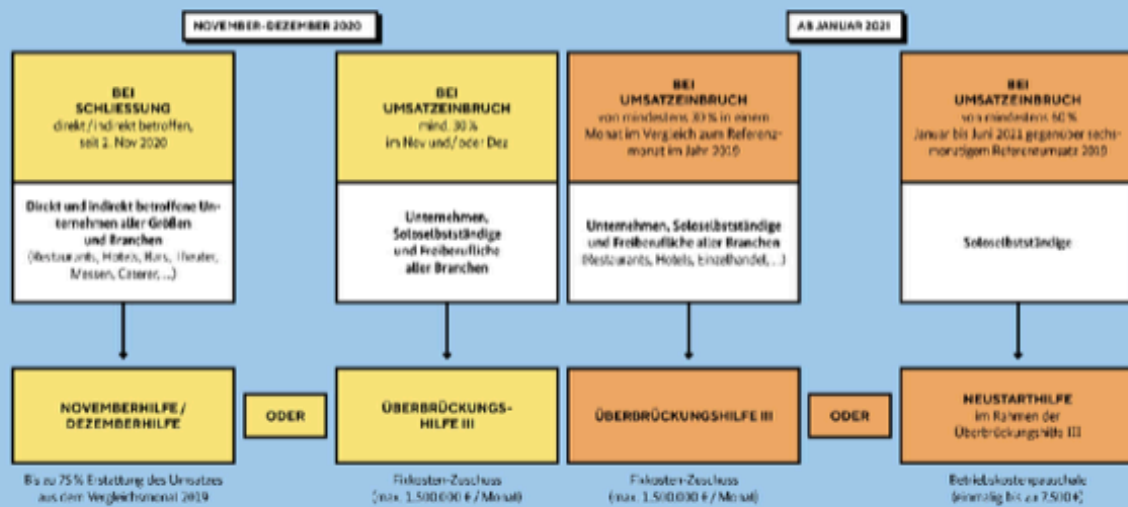 NOVEMBER-DEZEMBER 2020
AB JANUAR 2021
BEI
SCHLIESSUNG
direkt/indirekt betroffen,
seit 2. Nov 2020
Direkt und indirekt betroffene Un-
ternehmen aller Größen
und Branchen
(Restaurants, Hotels, Bars, Theater,
Messen, Caterer, ...)
NOVEMBERHILFE/
DEZEMBERHILFE
Bis zu 75 % Erstattung des Umsatzes
aus dem Vergleichsmonat 2019
ODER
BEI
UMSATZEINBRUCH
mind. 30 %
im Nov und/oder Dez
Unternehmen,
Soloselbstständige
und Freiberufliche
aller Branchen
ÜBERBRÜCKUNGS-
HILFE III
Fixkosten-Zuschuss
(max. 1.500.000 € / Monat)
BEI
UMSATZEINBRUCH
von mindestens 30 % in einem
Monat im Vergleich zum Referenz-
monat im Jahr 2019
Unternehmen, Soloselbstständige
und Freiberufliche aller Branchen
(Restaurants, Hotels, Einzelhandel, ...)
ÜBERBRÜCKUNGSHILFE III
Fixkosten-Zuschuss
(max. 1.500.000 € / Monat)
ODER
BEI
UMSATZEINBRUCH
von mindestens 60 %
Januar bis Juni 2021 gegenüber sechs-
monatigem Referenzumsatz 2019
Soloselbstständige
NEUSTARTHILFE
im Rahmen der
Überbrückungshilfe III
Betriebskostenpauschale
(einmalig bis zu 7.500 €)